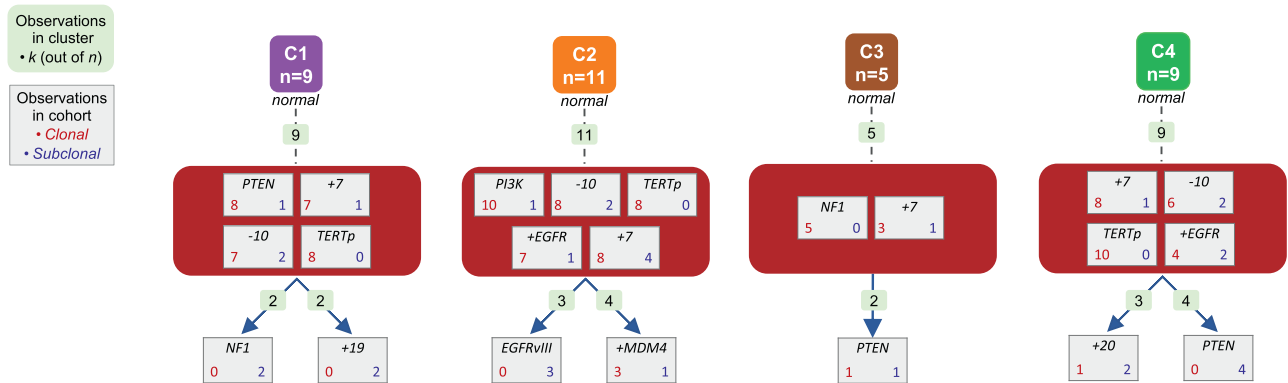 Observations
in cluster
• k (out of n)
Observations
in cohort
• Clonal
• Subclonal
C1
n=9
normal
9
PTEN
8 1
+7
7 1
-10
7 2
TERTp
8 0
2 2
NF1
0 2
+19
0 2
C2
n=11
normal
11
PI3K
10 1
-10
8 2
TERTp
8 0
+EGFR
7 1
+7
8 4
3 4
EGFRvIII
0 3
+MDM4
3 1
C3
n=5
normal
5
NF1
5 0
+7
3 1
2
PTEN
1 1
C4
n=9
normal
9
+7
8 1
-10
6 2
TERTp
10 0
+EGFR
4 2
3 4
+20
1 2
PTEN
0 4